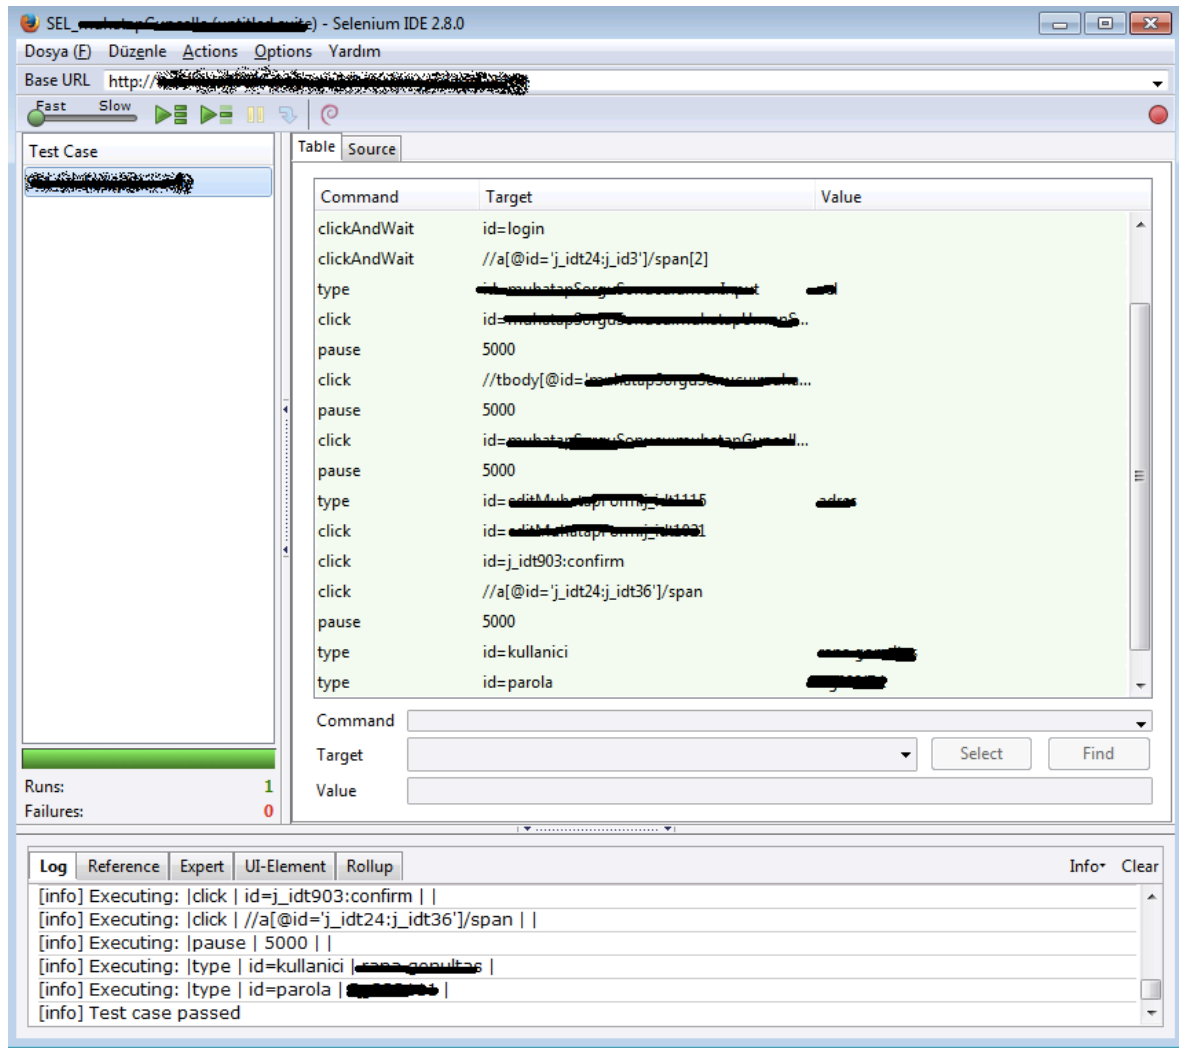 SEL_ - Selenium IDE 2.8.0
Dosya (F) Düzenle Actions Options Yardım
Base URL http://
Fast Slow
Test Case
Table Source
Command Target Value
clickAndWait id=login
clickAndWait //a[@id='j_idt24:j_id3']/span[2]
type
click id=
pause 5000
click //tbody[@id='
pause 5000
click id=
pause 5000
type id=
click id=
click id=j_idt903:confirm
click //a[@id='j_idt24:j_idt36']/span
pause 5000
type id=kullanici
type id=parola
Command
Target Select Find
Value
Runs: 1
Failures: 0
Log Reference Expert UI-Element Rollup Info Clear
[info] Executing: |click | id=j_idt903:confirm | |
[info] Executing: |click | //a[@id='j_idt24:j_idt36']/span | |
[info] Executing: |pause | 5000 | |
[info] Executing: |type | id=kullanici | |
[info] Executing: |type | id=parola | |
[info] Test case passed